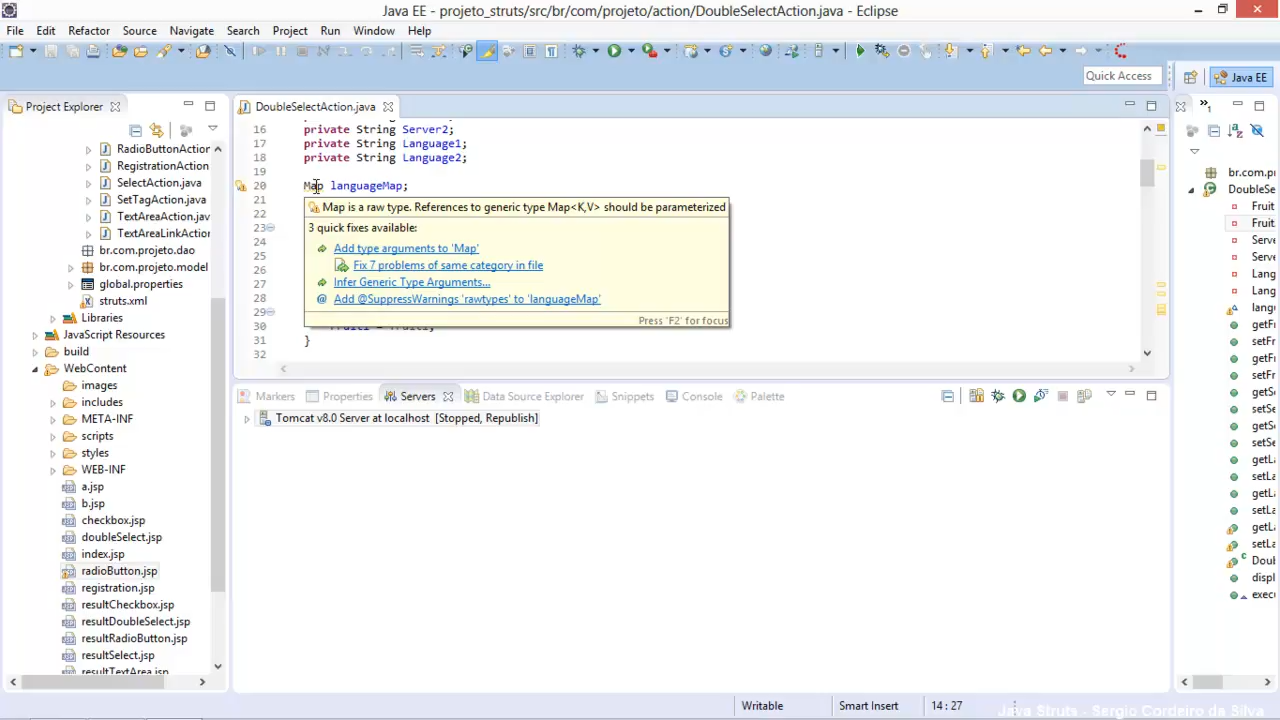 Java EE - projeto_struts/src/br/com/projeto/action/DoubleSelectAction.java - Eclipse
File Edit Refactor Source Navigate Search Project Run Window Help
Quick Access
Java EE
Project Explorer
RadioButtonAction
RegistrationAction
SelectAction.java
SetTagAction.java
TextAreaAction.java
TextAreaLinkAction
br.com.projeto.dao
br.com.projeto.model
global.properties
struts.xml
Libraries
JavaScript Resources
build
WebContent
images
includes
META-INF
scripts
styles
WEB-INF
a.jsp
b.jsp
checkbox.jsp
doubleSelect.jsp
index.jsp
radioButton.jsp
registration.jsp
resultCheckbox.jsp
resultDoubleSelect.jsp
resultRadioButton.jsp
resultSelect.jsp
resultTextArea.jsp
DoubleSelectAction.java
16 private String Server2;
17 private String Language1;
18 private String Language2;
19
20 Map languageMap;
21
22
23
24
25
26
27
28
29
30
31 }
32
Map is a raw type. References to generic type Map<K,V> should be parameterized
3 quick fixes available:
Add type arguments to 'Map'
Fix 7 problems of same category in file
Infer Generic Type Arguments...
Add @SuppressWarnings 'rawtypes' to 'languageMap'
Press 'F2' for focus
Markers Properties Servers Data Source Explorer Snippets Console Palette
Tomcat v8.0 Server at localhost [Stopped, Republish]
br.com.p
DoubleSe
Fruit
Fruit
Serve
Serve
Lang
Lang
langu
getFr
setFr
getFr
setFr
getSe
setSe
getSe
setSe
getLa
setLa
getLa
setLa
getLa
setLa
Doub
displ
exec
Writable
Smart Insert
14 : 27
Java Struts - Sergio Cordeiro da Silva